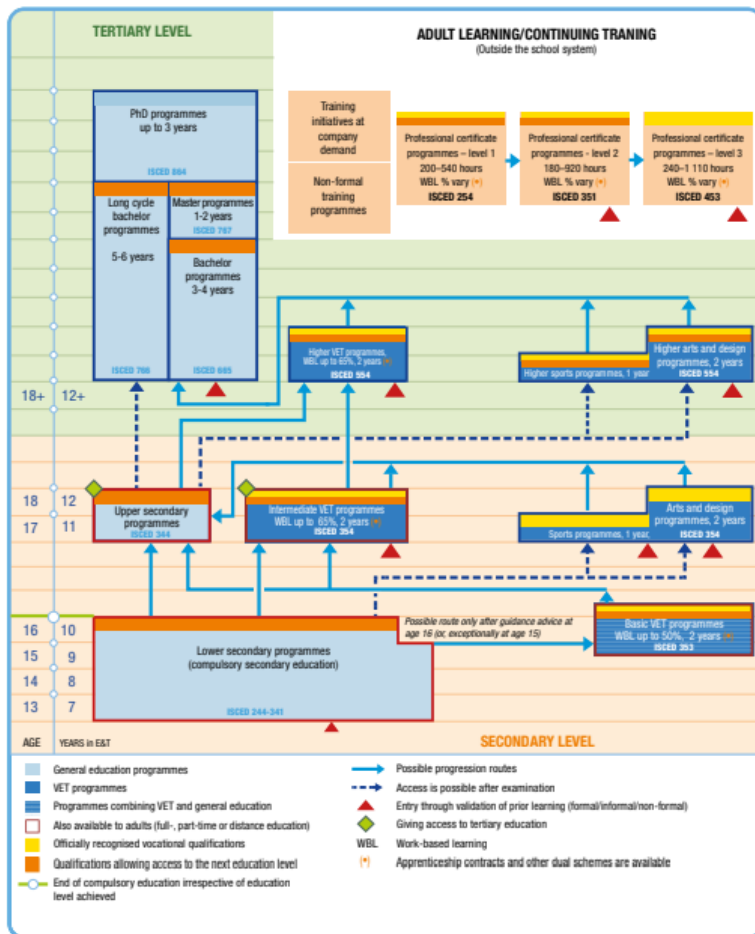 TERTIARY LEVEL
ADULT LEARNING/CONTINUING TRANING
(Outside the school system)
PhD programmes
up to 3 years
ISCED 864
Long cycle
bachelor
programmes
5-6 years
ISCED 766
Master programmes
1-2 years
ISCED 767
Bachelor
programmes
3-4 years
ISCED 665
Training
initiatives at
company
demand
Non-formal
training
programmes
Professional certificate
programmes – level 1
200–540 hours
WBL % vary (*)
ISCED 254
Professional certificate
programmes - level 2
180–920 hours
WBL % vary (*)
ISCED 351
Professional certificate
programmes – level 3
240–1 110 hours
WBL % vary (*)
ISCED 453
Higher VET programmes,
WBL up to 65%, 2 years (*)
ISCED 554
Higher sports programmes, 1 year
Higher arts and design
programmes, 2 years
ISCED 554
18+ 12+
18 12
17 11
Upper secondary
programmes
ISCED 344
Intermediate VET programmes
WBL up to 65%, 2 years (*)
ISCED 354
Sports programmes, 1 year,
Arts and design
programmes, 2 years
ISCED 354
16 10
15 9
14 8
13 7
Lower secondary programmes
(compulsory secondary education)
ISCED 244-341
Possible route only after guidance advice at
age 16 (or, exceptionally at age 15)
Basic VET programmes
WBL up to 50%, 2 years (*)
ISCED 353
AGE YEARS in E&T
SECONDARY LEVEL
General education programmes
VET programmes
Programmes combining VET and general education
Also available to adults (full-, part-time or distance education)
Officially recognised vocational qualifications
Qualifications allowing access to the next education level
End of compulsory education irrespective of education
level achieved
Possible progression routes
Access is possible after examination
Entry through validation of prior learning (formal/informal/non-formal)
Giving access to tertiary education
WBL Work-based learning
(*) Apprenticeship contracts and other dual schemes are available